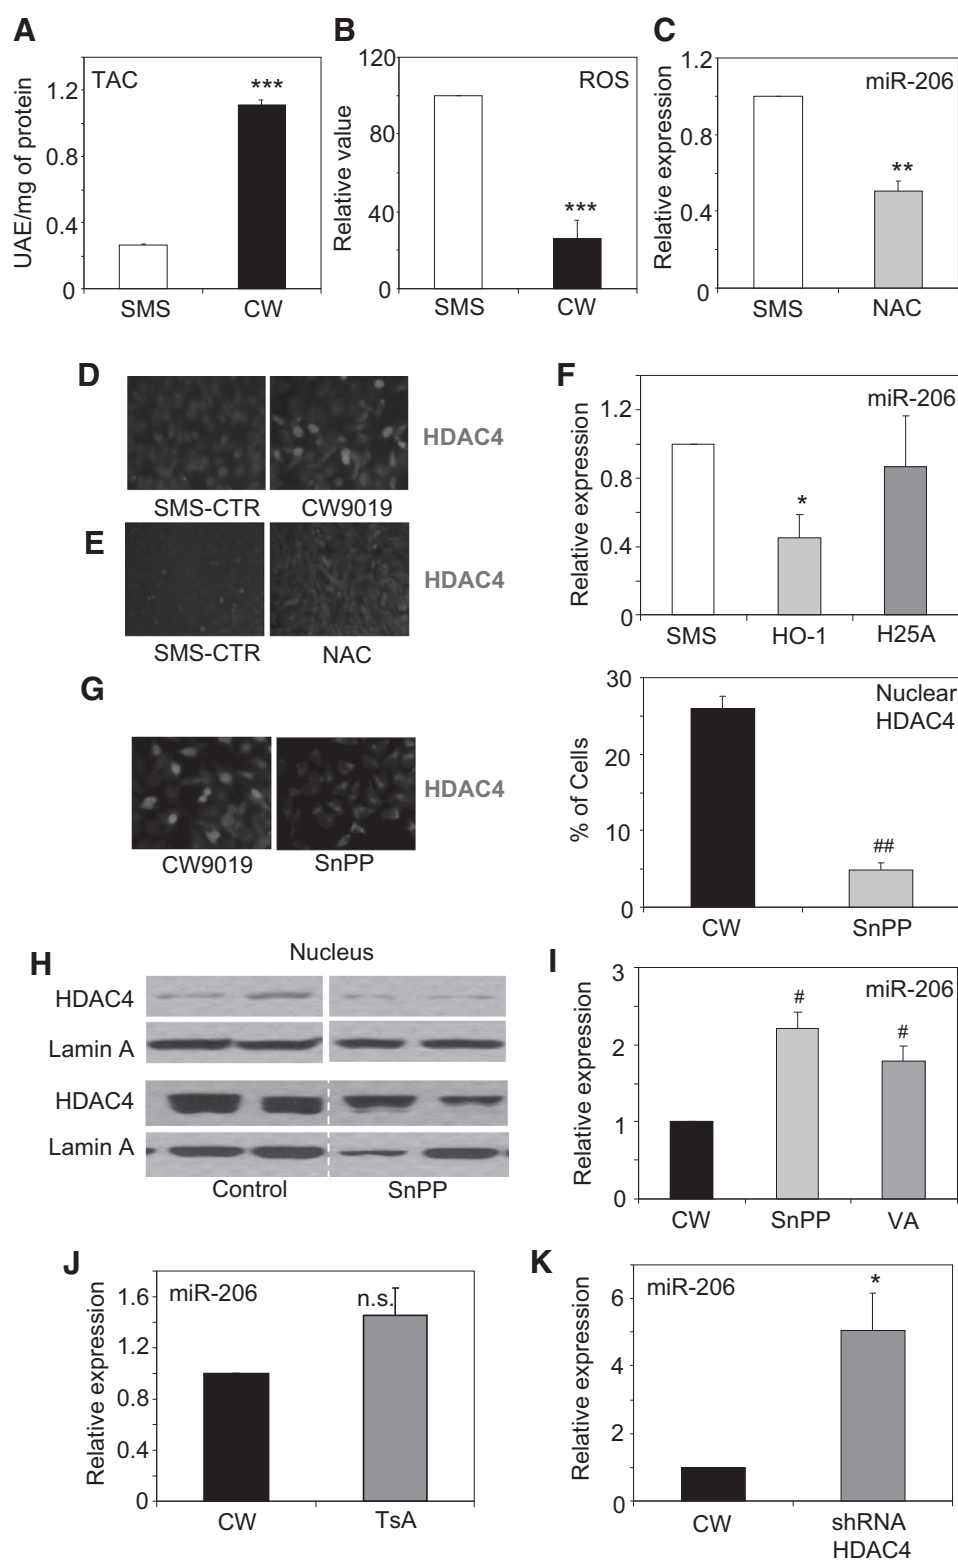 A
TAC
***
UAE/mg of protein
1.2
0.8
0.4
0
SMS
CW
B
ROS
***
Relative value
120
80
40
0
SMS
CW
C
miR-206
**
Relative expression
1.2
0.8
0.4
0
SMS
NAC
D
HDAC4
SMS-CTR
CW9019
E
HDAC4
SMS-CTR
NAC
F
miR-206
*
Relative expression
1.2
0.8
0.4
0
SMS
HO-1
H25A
G
HDAC4
CW9019
SnPP
Nuclear
HDAC4
##
% of Cells
30
20
10
0
CW
SnPP
H
Nucleus
HDAC4
Lamin A
HDAC4
Lamin A
Control
SnPP
I
miR-206
#
#
Relative expression
3
2
1
0
CW
SnPP
VA
J
miR-206
n.s.
Relative expression
1.6
1.2
0.8
0.4
0
CW
TsA
K
miR-206
*
Relative expression
6
4
2
0
CW
shRNA
HDAC4